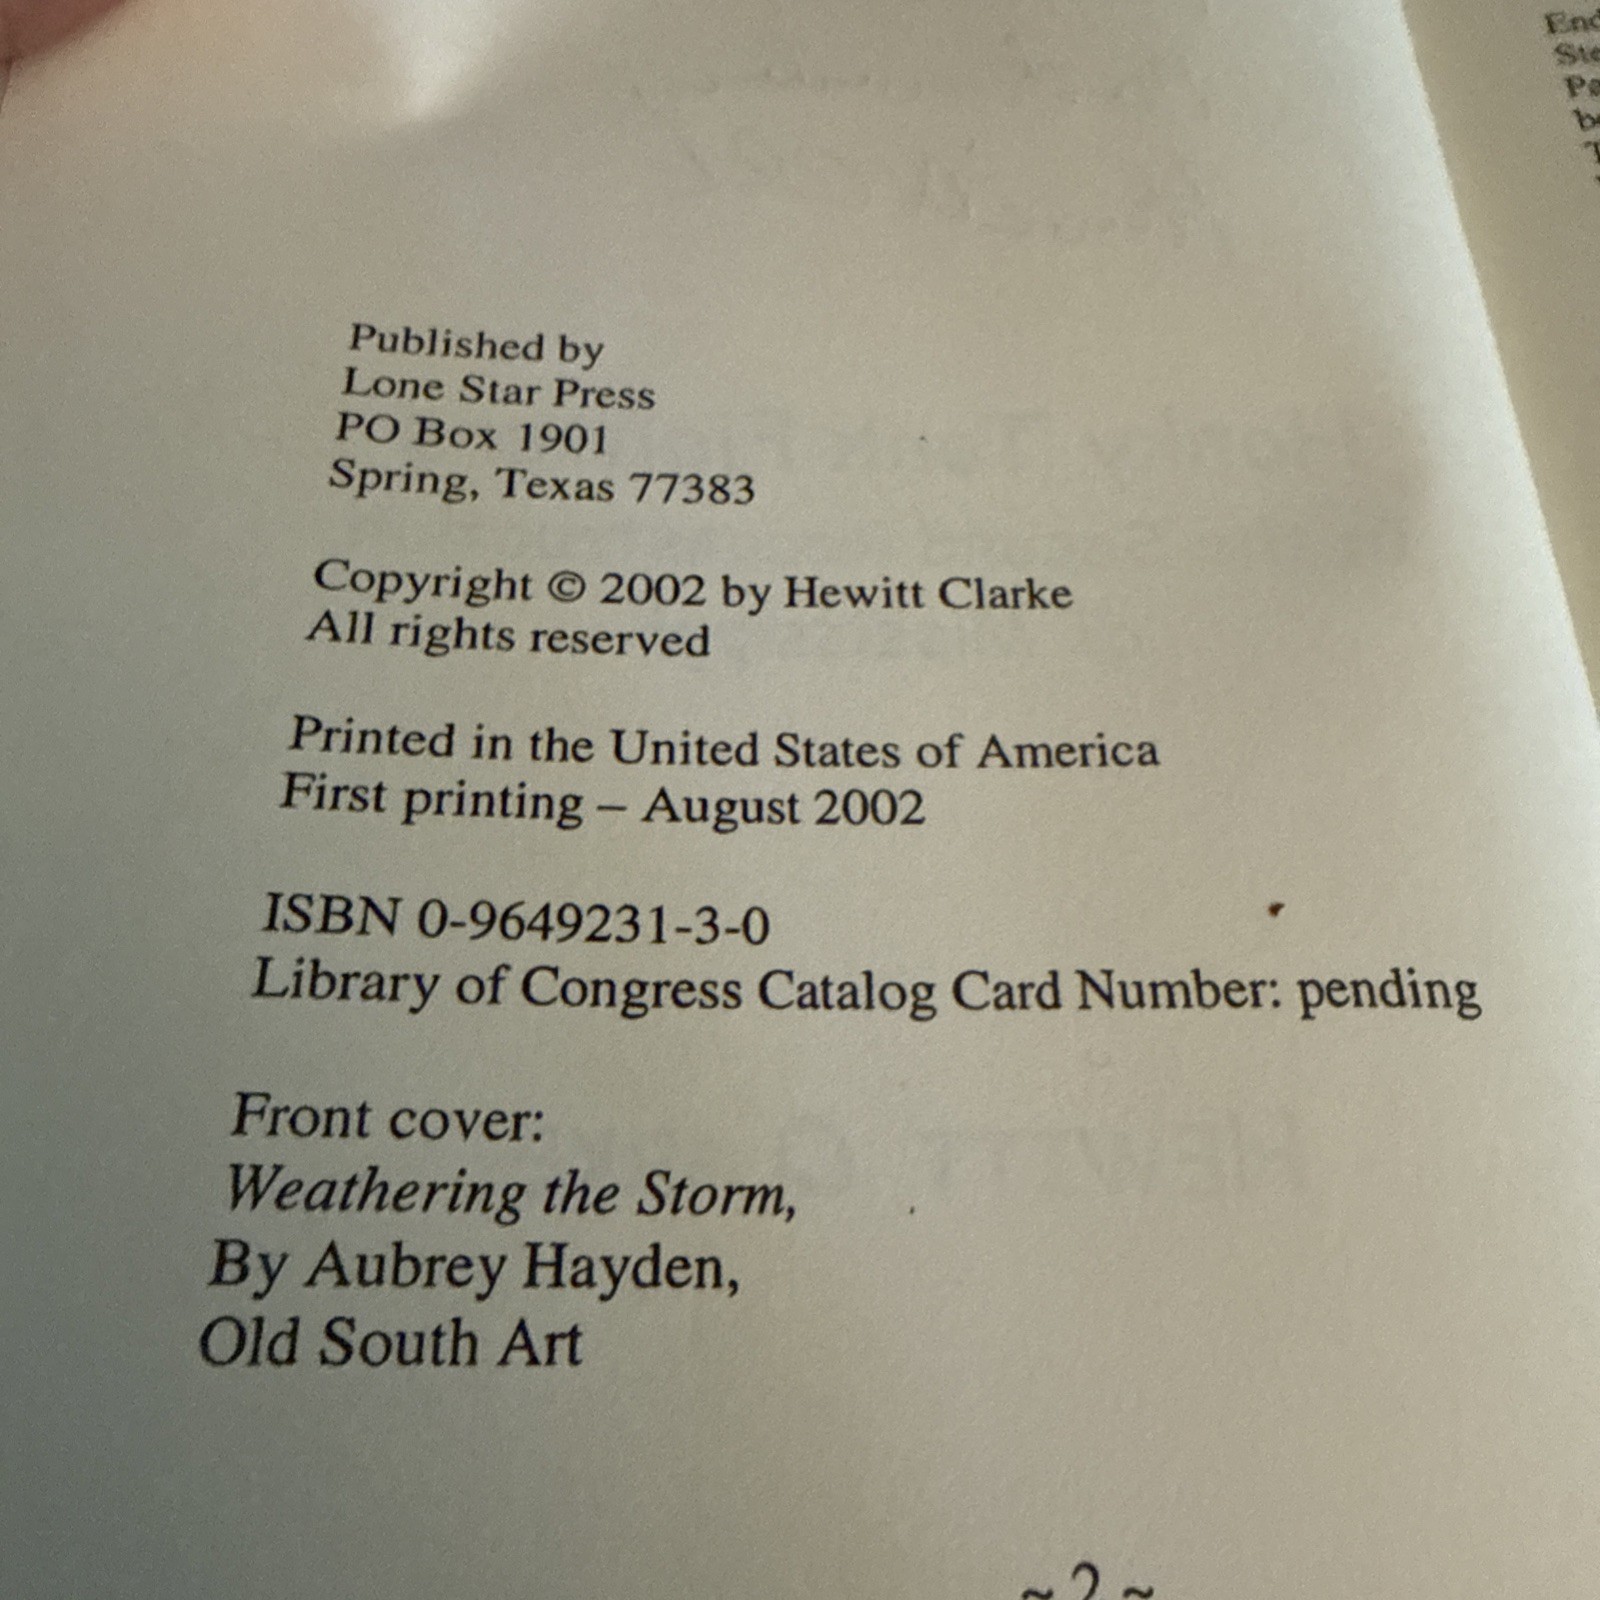 Published by
Lone Star Press
PO Box 1901
Spring, Texas 77383
Copyright © 2002 by Hewitt Clarke
All rights reserved
Printed in the United States of America
First printing – August 2002
ISBN 0-9649231-3-0
Library of Congress Catalog Card Number: pending
Front cover:
Weathering the Storm,
By Aubrey Hayden,
Old South Art
~ 2 ~